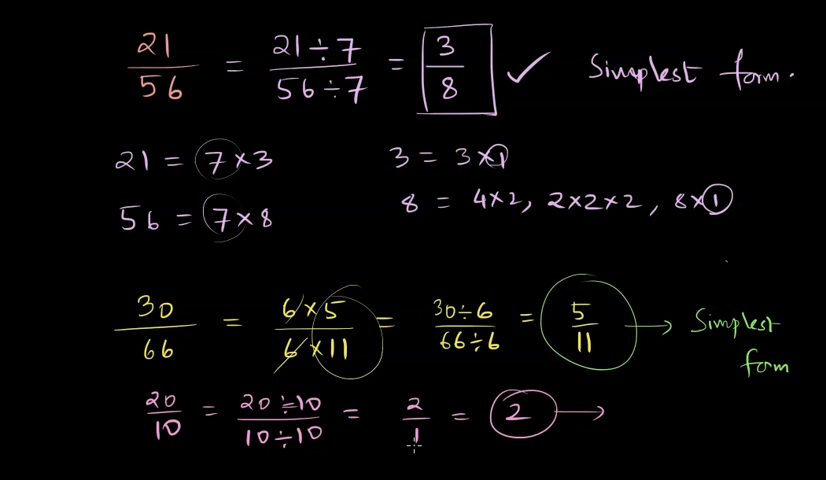 21/56 = 21÷7/56÷7 = 3/8 ✓ Simplest form.
21 = 7×3 3 = 3×1
56 = 7×8 8 = 4×2, 2×2×2, 8×1
30/66 = 6×5/6×11 = 30÷6/66÷6 = 5/11 → Simplest form
20/10 = 20÷10/10÷10 = 2/1 = 2 →